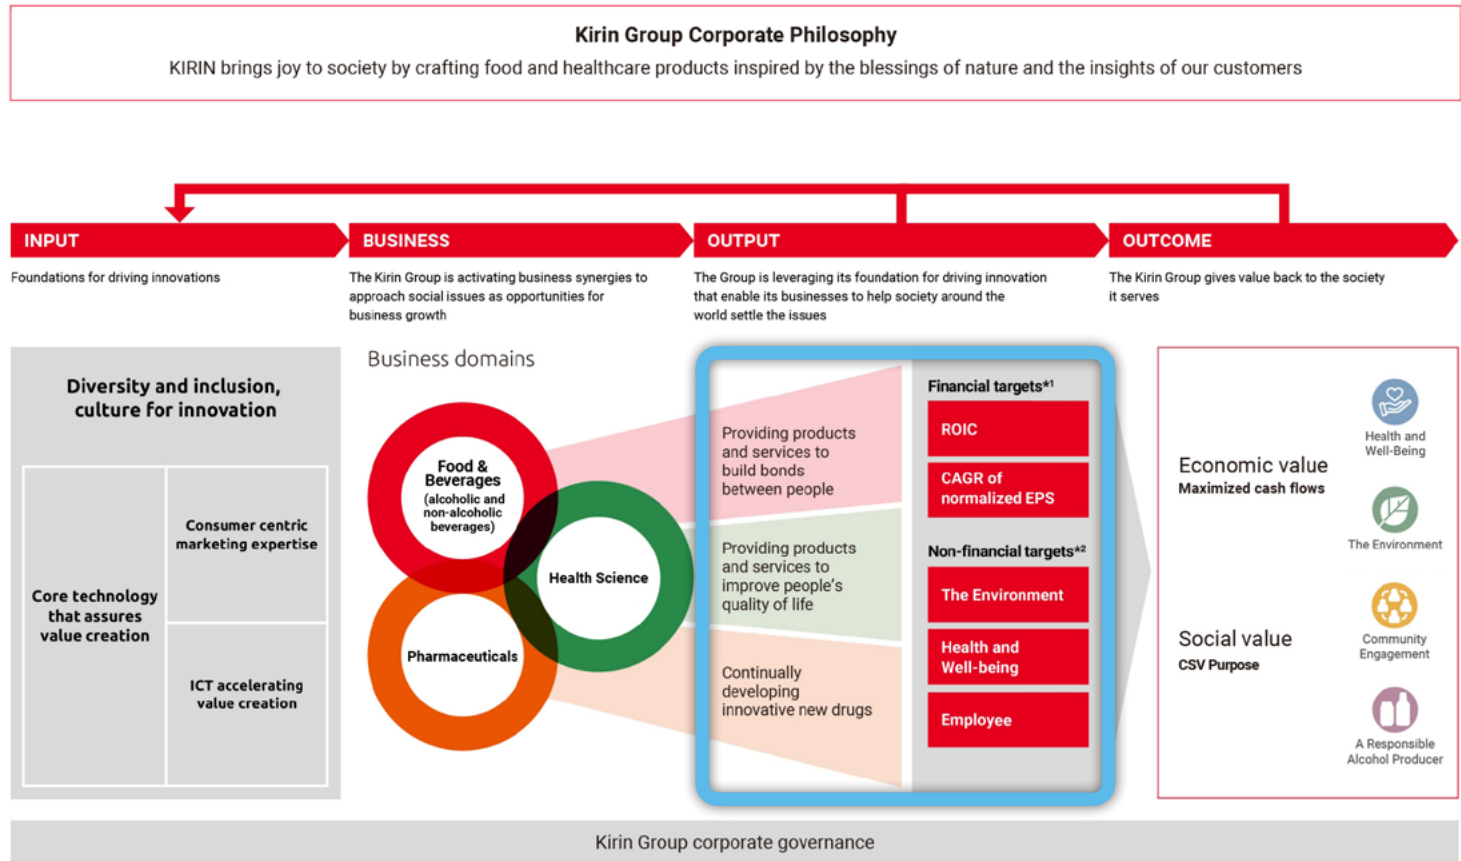 Kirin Group Corporate Philosophy
KIRIN brings joy to society by crafting food and healthcare products inspired by the blessings of nature and the insights of our customers
INPUT
BUSINESS
OUTPUT
OUTCOME
Foundations for driving innovations
The Kirin Group is activating business synergies to
approach social issues as opportunities for
business growth
The Group is leveraging its foundation for driving innovation
that enable its businesses to help society around the
world settle the issues
The Kirin Group gives value back to the society
it serves
Diversity and inclusion,
culture for innovation
Core technology
that assures
value creation
Consumer centric
marketing expertise
ICT accelerating
value creation
Business domains
Food &
Beverages
(alcoholic and
non-alcoholic
beverages)
Health Science
Pharmaceuticals
Providing products
and services to
build bonds
between people
Providing products
and services to
improve people's
quality of life
Continually
developing
innovative new drugs
Financial targets*1
ROIC
CAGR of
normalized EPS
Non-financial targets*2
The Environment
Health and
Well-being
Employee
Economic value
Maximized cash flows
Social value
CSV Purpose
Health and
Well-Being
The Environment
Community
Engagement
A Responsible
Alcohol Producer
Kirin Group corporate governance